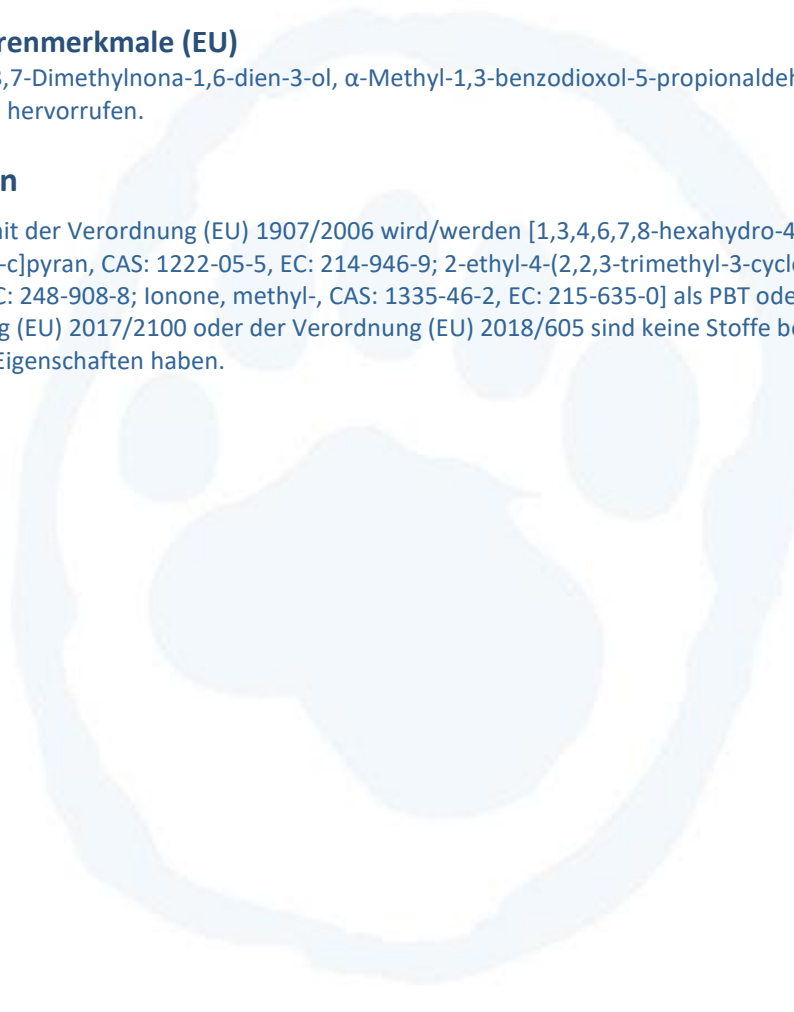 renmerkmale (EU)
3,7-Dimethylnona-1,6-dien-3-ol, α-Methyl-1,3-benzodioxol-5-propionaldeh
hervorrufen.
n
it der Verordnung (EU) 1907/2006 wird/werden [1,3,4,6,7,8-hexahydro-4
-c]pyran, CAS: 1222-05-5, EC: 214-946-9; 2-ethyl-4-(2,2,3-trimethyl-3-cycl
C: 248-908-8; Ionone, methyl-, CAS: 1335-46-2, EC: 215-635-0] als PBT ode
g (EU) 2017/2100 oder der Verordnung (EU) 2018/605 sind keine Stoffe b
Eigenschaften haben.